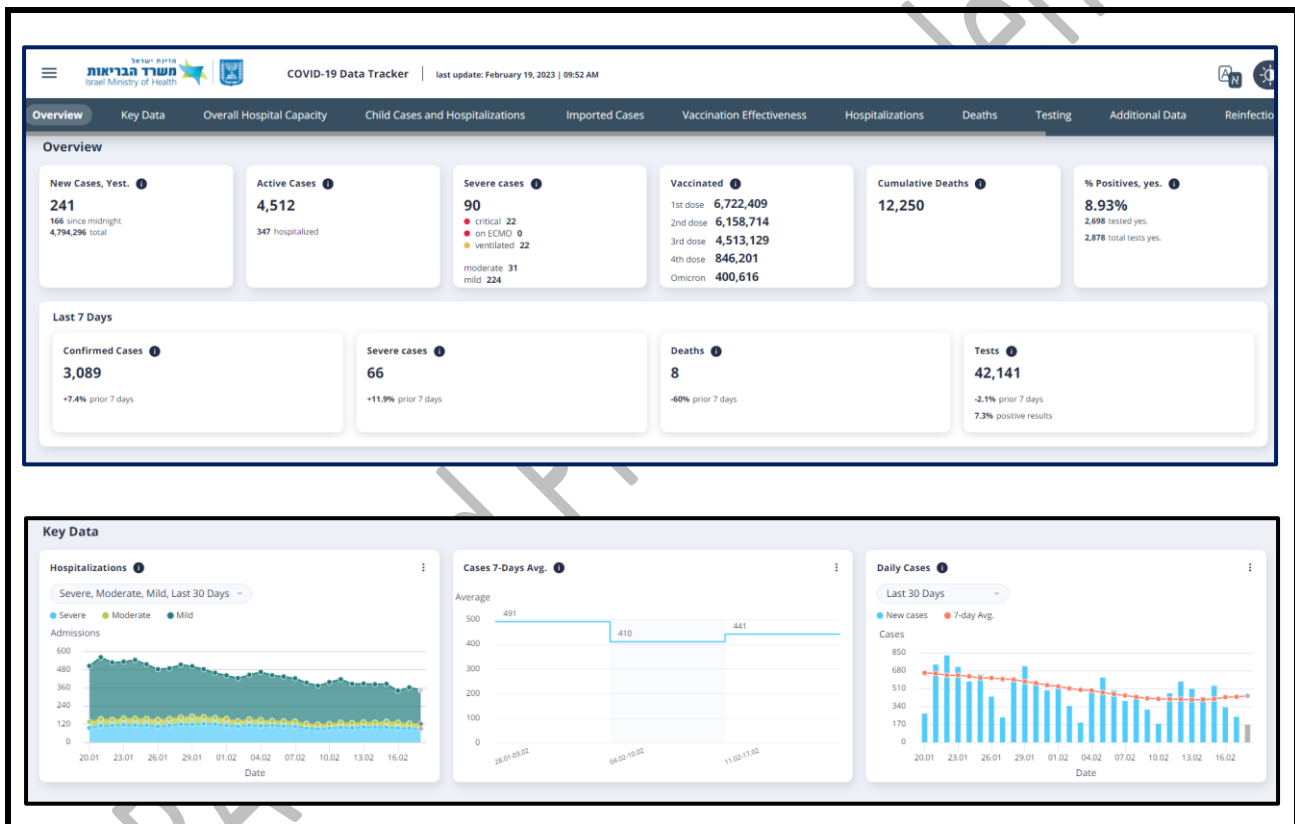 מדינת ישראל
משרד הבריאות
Israel Ministry of Health
COVID-19 Data Tracker
last update: February 19, 2023 | 09:52 AM
Overview Key Data Overall Hospital Capacity Child Cases and Hospitalizations Imported Cases Vaccination Effectiveness Hospitalizations Deaths Testing Additional Data Reinfectio
Overview
New Cases, Yest.
241
166 since midnight
4,794,296 total
Active Cases
4,512
347 hospitalized
Severe cases
90
critical 22
on ECMO 0
ventilated 22
moderate 31
mild 224
Vaccinated
1st dose 6,722,409
2nd dose 6,158,714
3rd dose 4,513,129
4th dose 846,201
Omicron 400,616
Cumulative Deaths
12,250
% Positives, yes.
8.93%
2,698 tested yes.
2,878 total tests yes.
Last 7 Days
Confirmed Cases
3,089
+7.4% prior 7 days
Severe cases
66
+11.9% prior 7 days
Deaths
8
-60% prior 7 days
Tests
42,141
-2.1% prior 7 days
7.3% positive results
Key Data
Hospitalizations
Severe, Moderate, Mild, Last 30 Days
Severe Moderate Mild
Admissions
600
480
360
240
120
0
20.01 23.01 26.01 29.01 01.02 04.02 07.02 10.02 13.02 16.02
Date
Cases 7-Days Avg.
Average
500
400
300
200
100
0
491
410
441
28.01-03.02 04.02-10.02 11.02-17.02
Daily Cases
Last 30 Days
New cases 7-day Avg.
Cases
850
680
510
340
170
0
20.01 23.01 26.01 29.01 01.02 04.02 07.02 10.02 13.02 16.02
Date